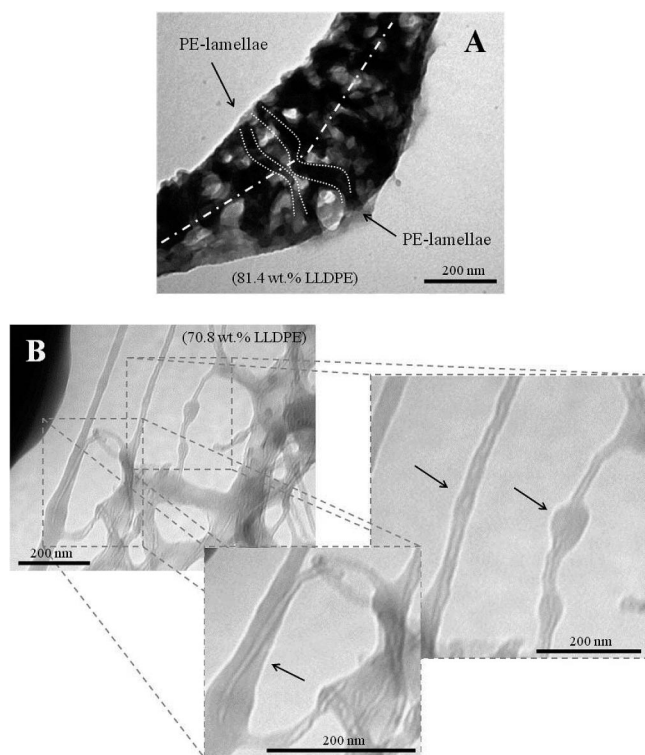 A
PE-lamellae
PE-lamellae
(81.4 wt.% LLDPE)
200 nm
B
(70.8 wt.% LLDPE)
200 nm
200 nm
200 nm